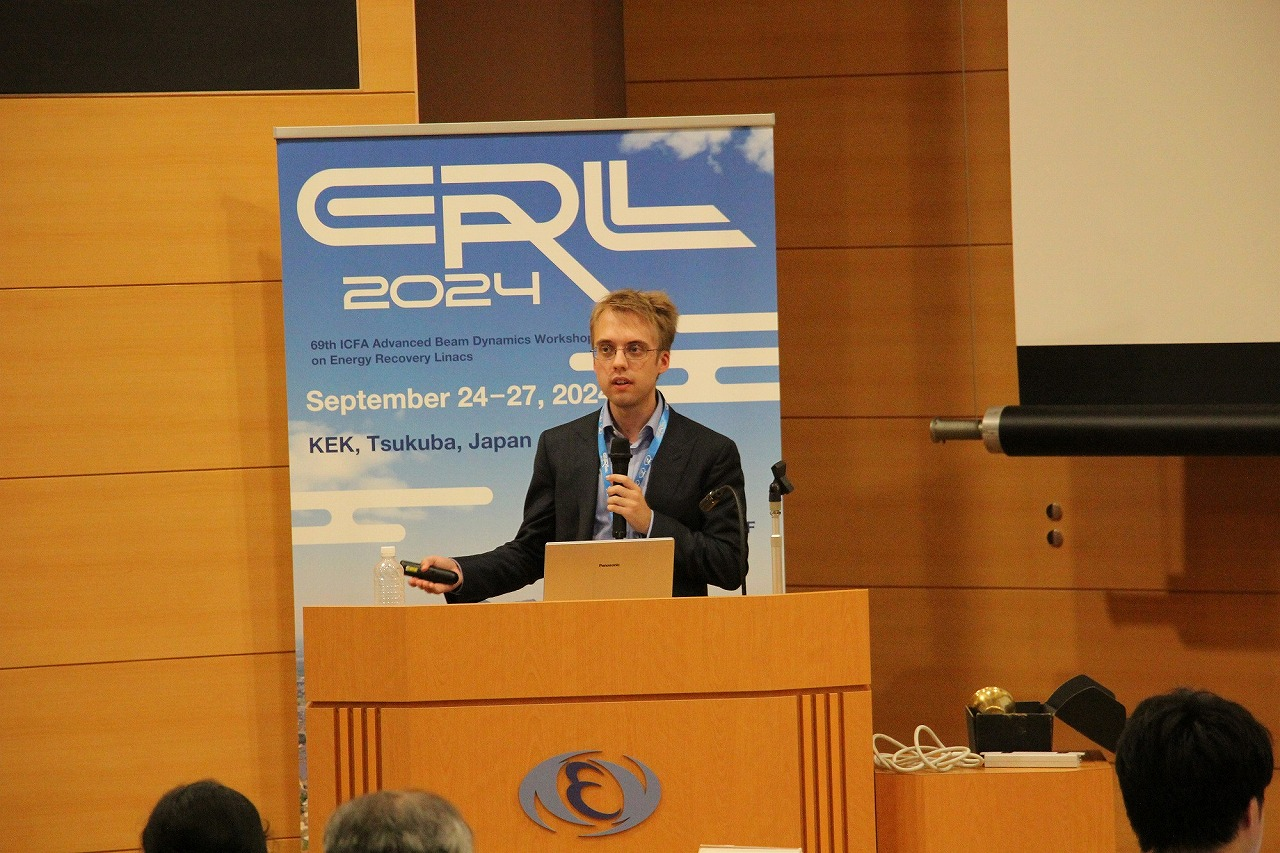 ERL
2024
69th ICFA Advanced Beam Dynamics Workshop
on Energy Recovery Linacs
September 24-27, 2024
KEK, Tsukuba, Japan
Panasonic